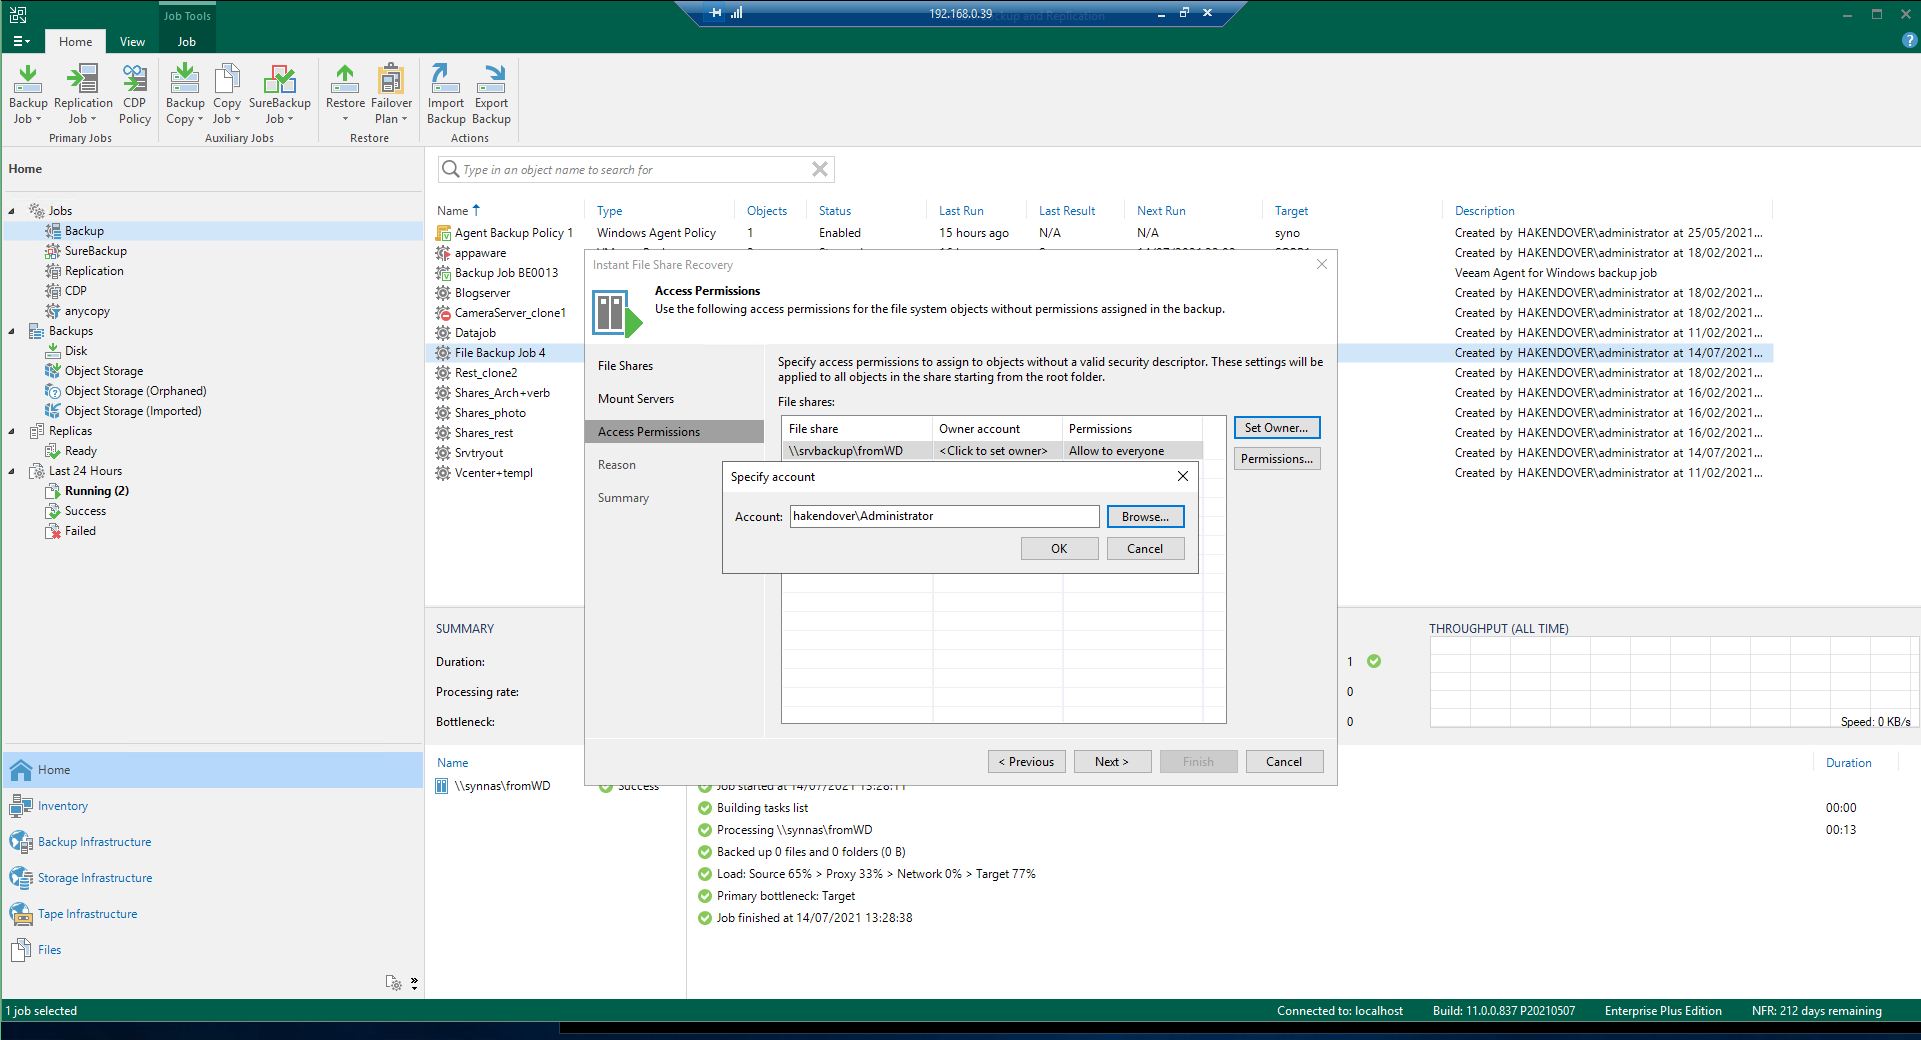 Job Tools
192.168.0.39
Backup and Replication
Home
View
Job
Backup Job
Replication Job
CDP Policy
Primary Jobs
Backup Copy
Copy Job
SureBackup Job
Auxiliary Jobs
Restore
Failover Plan
Restore
Import Backup
Export Backup
Actions
Home
Type in an object name to search for
Jobs
Backup
SureBackup
Replication
CDP
anycopy
Backups
Disk
Object Storage
Object Storage (Orphaned)
Object Storage (Imported)
Replicas
Ready
Last 24 Hours
Running (2)
Success
Failed
Name Type Objects Status Last Run Last Result Next Run Target Description
Agent Backup Policy 1 Windows Agent Policy 1 Enabled 15 hours ago N/A N/A syno Created by HAKENDOVER\administrator at 25/05/2021...
appaware Created by HAKENDOVER\administrator at 18/02/2021...
Backup Job BE0013 Veeam Agent for Windows backup job
Blogserver Created by HAKENDOVER\administrator at 18/02/2021...
CameraServer_clone1 Created by HAKENDOVER\administrator at 18/02/2021...
Datajob Created by HAKENDOVER\administrator at 11/02/2021...
File Backup Job 4 Created by HAKENDOVER\administrator at 14/07/2021...
Rest_clone2 Created by HAKENDOVER\administrator at 18/02/2021...
Shares_Arch+verb Created by HAKENDOVER\administrator at 16/02/2021...
Shares_photo Created by HAKENDOVER\administrator at 16/02/2021...
Shares_rest Created by HAKENDOVER\administrator at 16/02/2021...
Srvtryout Created by HAKENDOVER\administrator at 14/07/2021...
Vcenter+templ Created by HAKENDOVER\administrator at 11/02/2021...
Instant File Share Recovery
Access Permissions
Use the following access permissions for the file system objects without permissions assigned in the backup.
File Shares
Mount Servers
Access Permissions
Reason
Summary
Specify access permissions to assign to objects without a valid security descriptor. These settings will be
applied to all objects in the share starting from the root folder.
File shares:
File share Owner account Permissions
\\srvbackup\fromWD <Click to set owner> Allow to everyone
Set Owner...
Permissions...
Specify account
Account: hakendover\Administrator Browse...
OK Cancel
< Previous Next > Finish Cancel
SUMMARY
Duration:
Processing rate:
Bottleneck:
1
0
0
THROUGHPUT (ALL TIME)
Speed: 0 KB/s
Name
Duration
\\synnas\fromWD Success
Job started at 14/07/2021 13:28:11
Building tasks list 00:00
Processing \\synnas\fromWD 00:13
Backed up 0 files and 0 folders (0 B)
Load: Source 65% > Proxy 33% > Network 0% > Target 77%
Primary bottleneck: Target
Job finished at 14/07/2021 13:28:38
Home
Inventory
Backup Infrastructure
Storage Infrastructure
Tape Infrastructure
Files
1 job selected
Connected to: localhost
Build: 11.0.0.837 P20210507
Enterprise Plus Edition
NFR: 212 days remaining